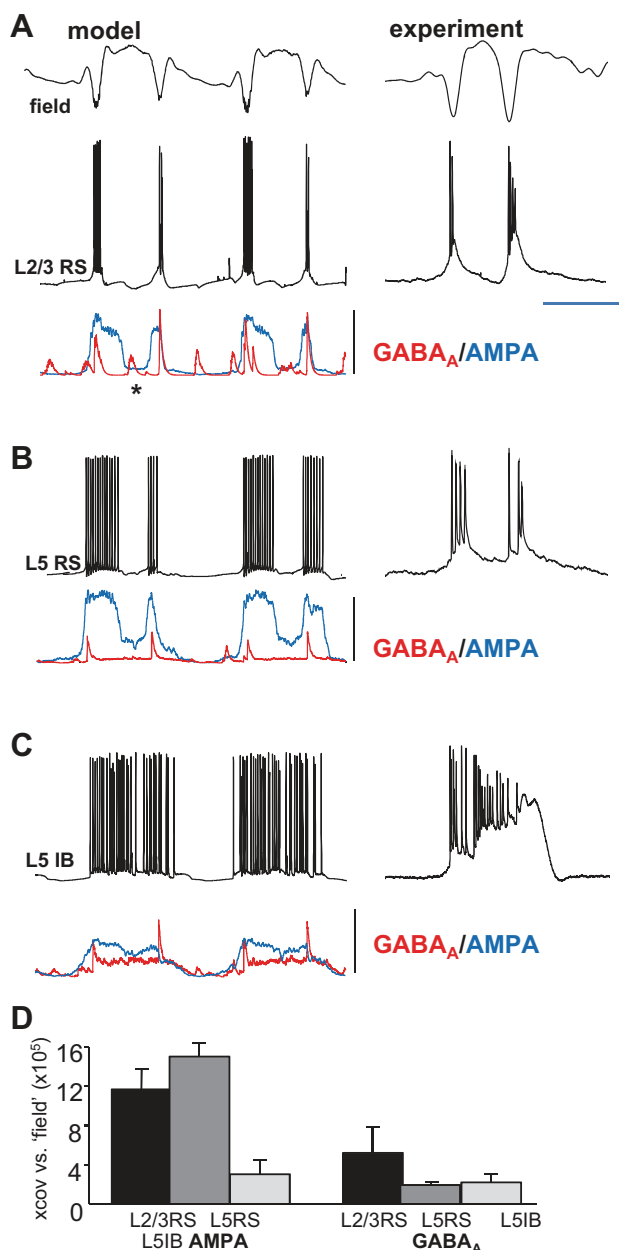 A
model
experiment
field
L2/3 RS
GABAA/AMPA
*
B
L5 RS
GABAA/AMPA
C
L5 IB
GABAA/AMPA
D
xcov vs. 'field' (x10⁵)
16
12
8
4
0
L2/3RS L5RS
L5IB AMPA
L2/3RS L5RS L5IB
GABAA